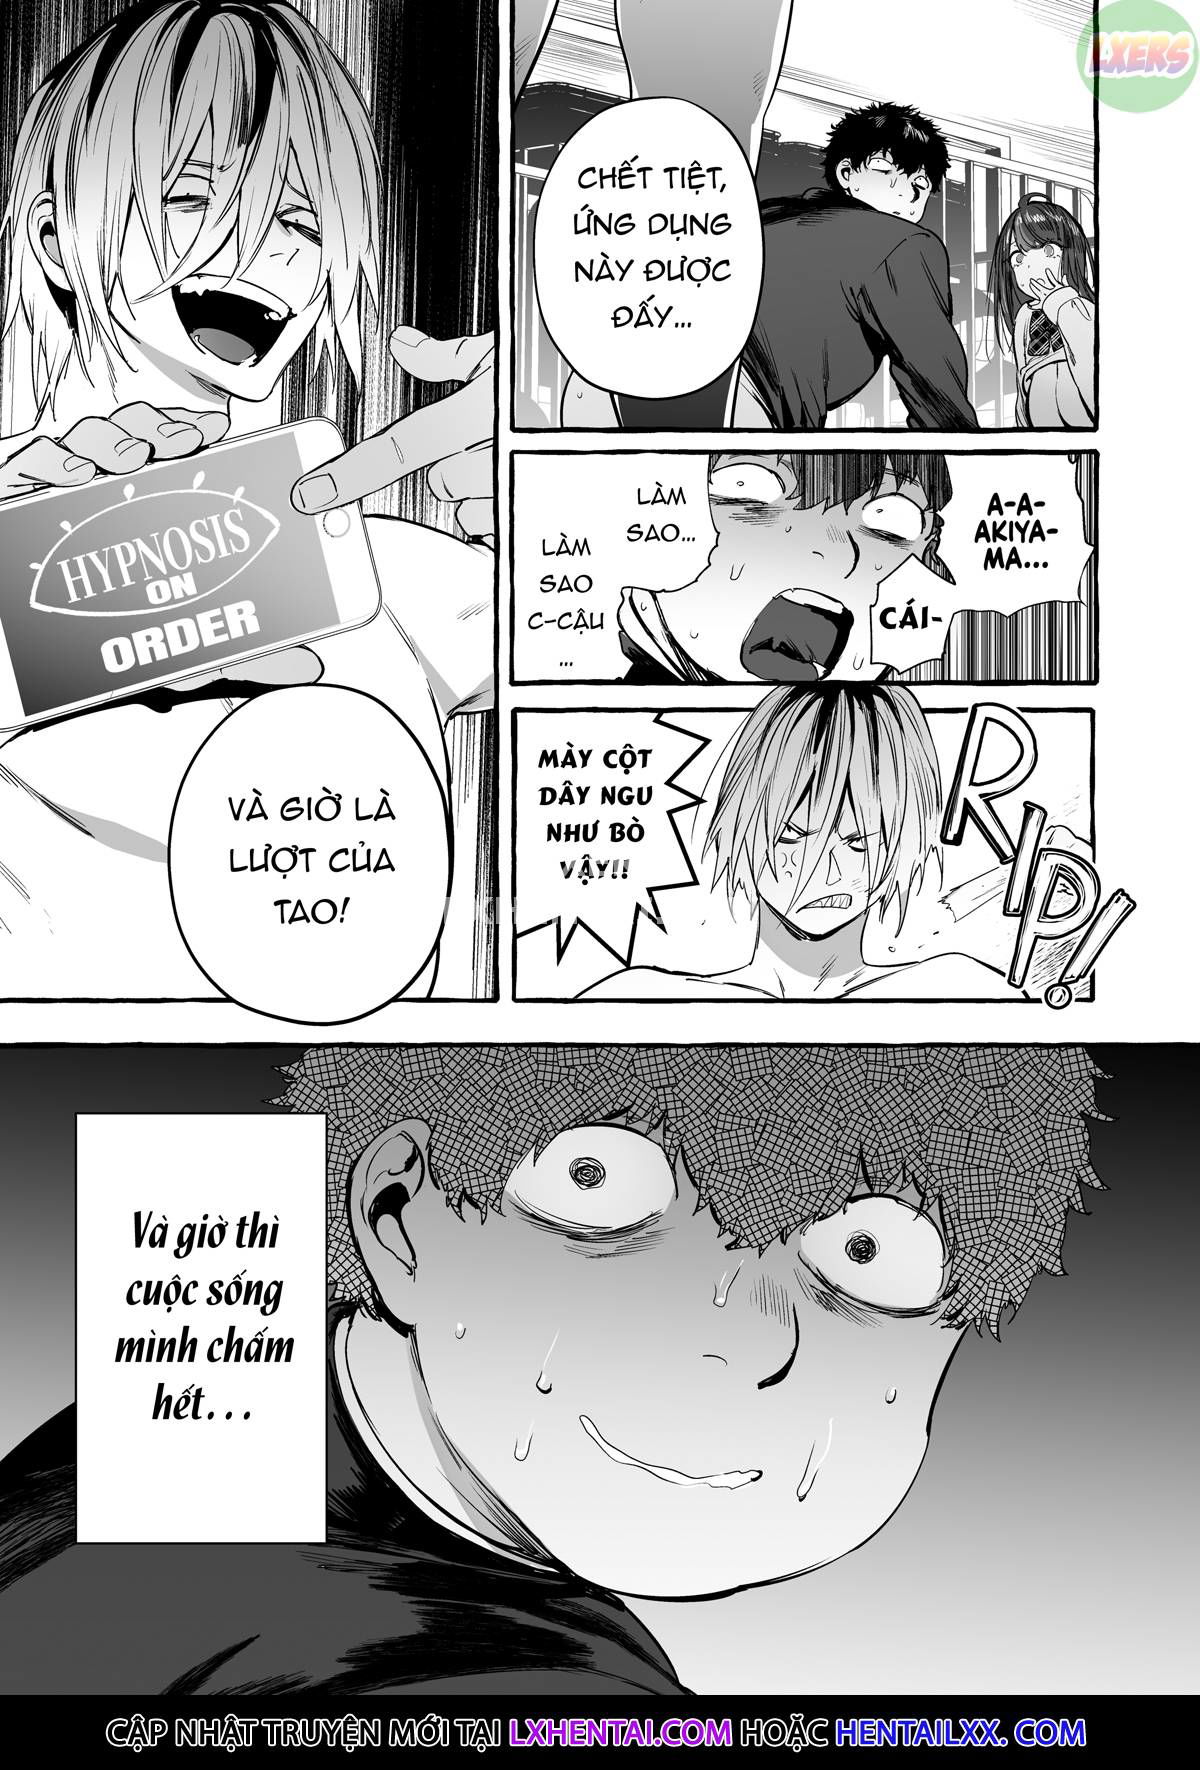 LXERS
CHẾT TIỆT,
ỨNG DỤNG
NÀY ĐƯỢC
ĐẤY...
A-A-
AKIYA-
MA...
CÁI-
LÀM
SAO...
LÀM
SAO
C-CẬU
...
RIP!
MÀY CỘT
DÂY NGU
NHƯ BÒ
VẬY!!
HYPNOSIS
ON
ORDER
VÀ GIỜ LÀ
LƯỢT CỦA
TAO!
Và giờ thì
cuộc sống
mình chấm
hết...
CẬP NHẬT TRUYỆN MỚI TẠI LXHENTAI.COM HOẶC HENTAILXX. COM